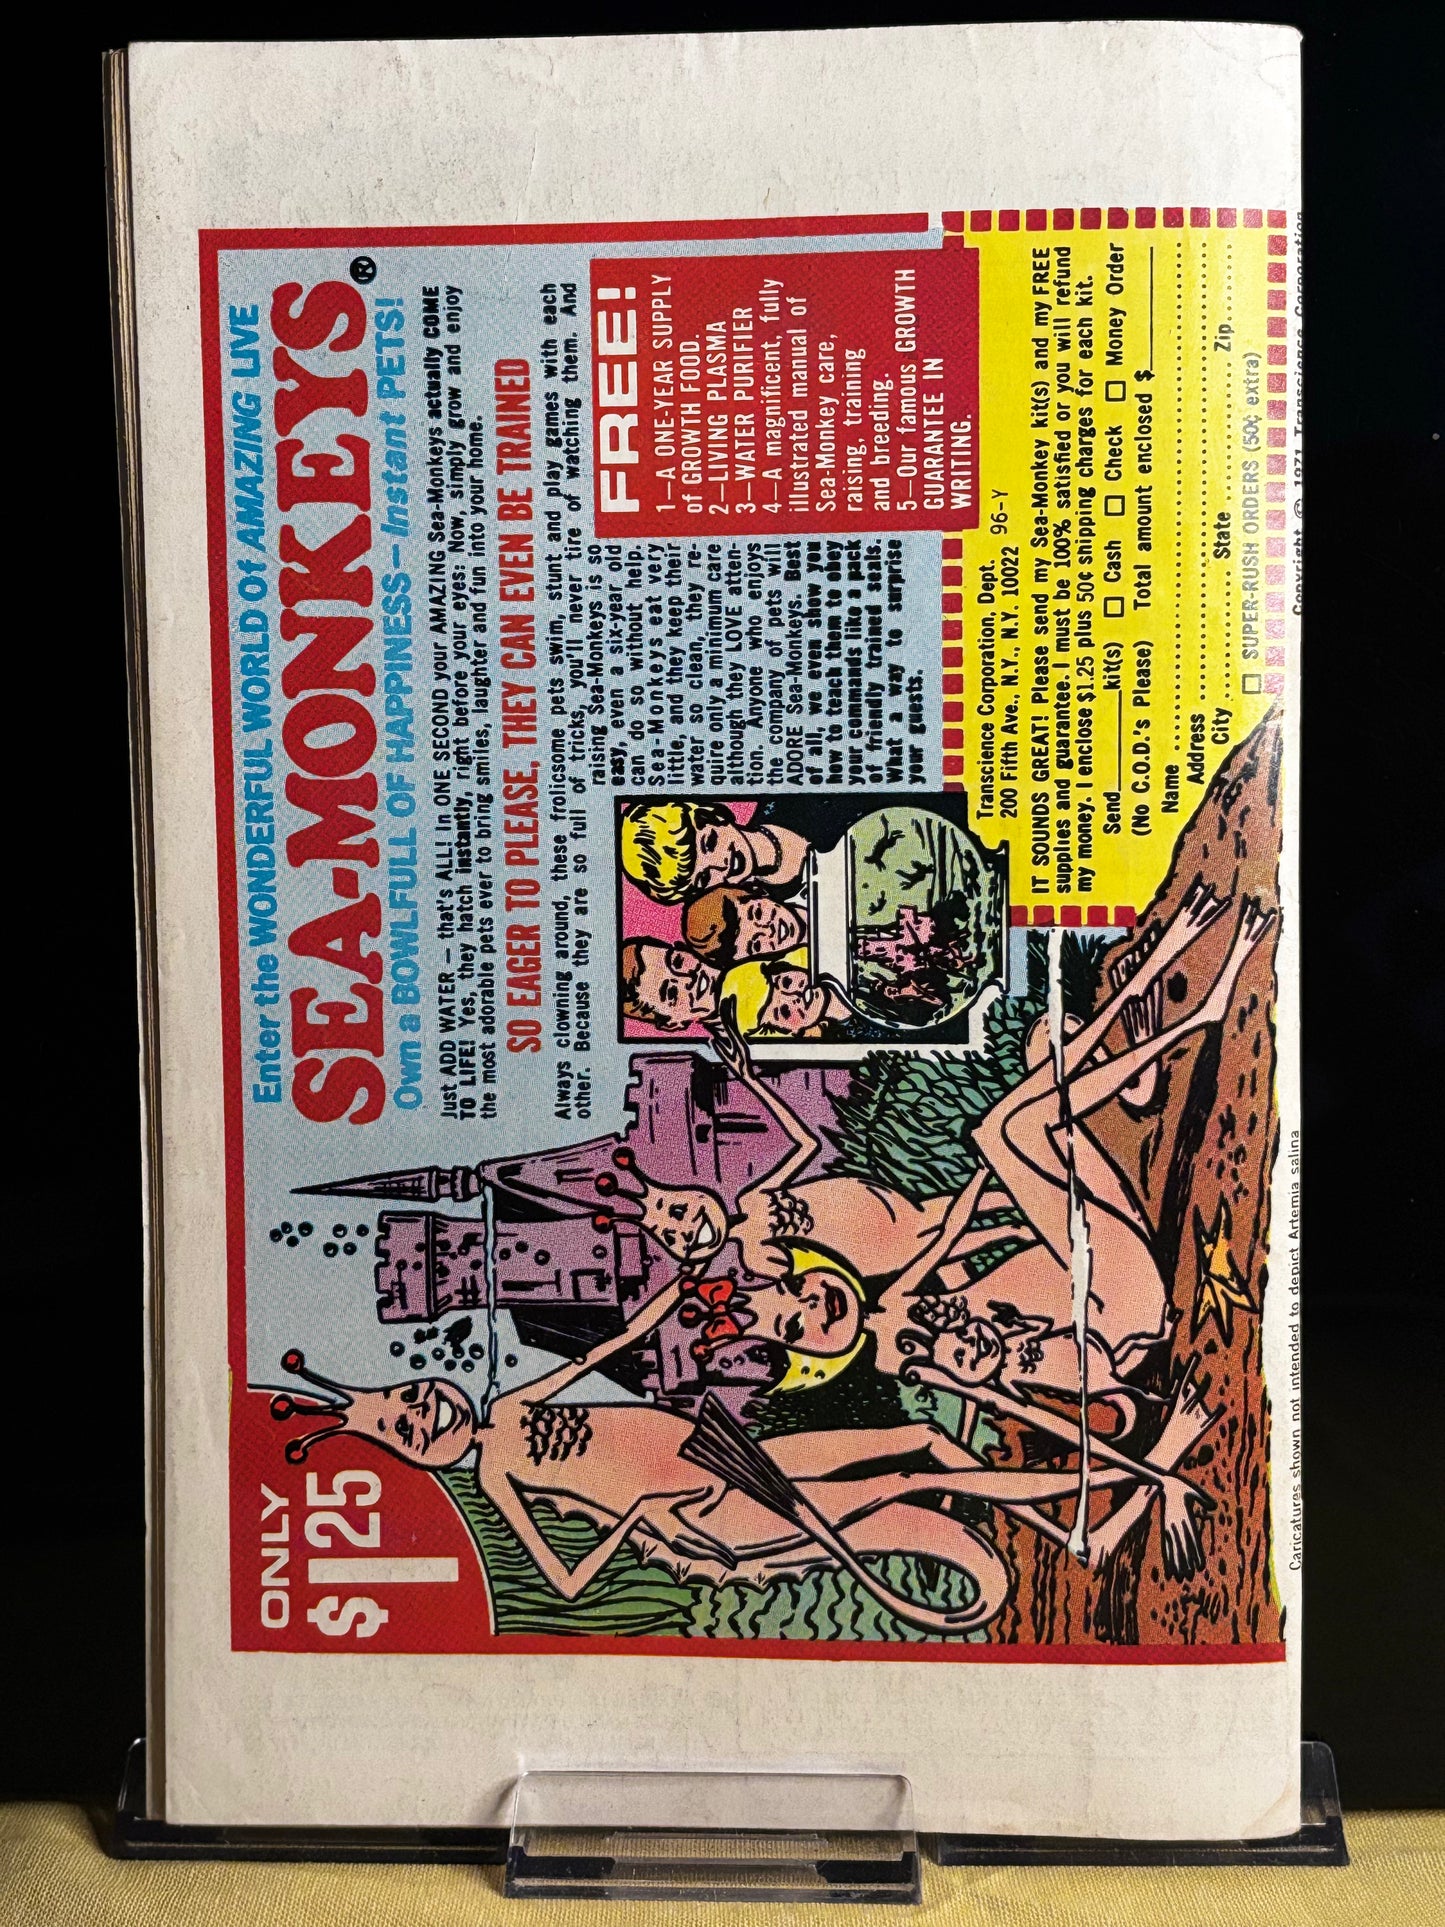 ONLY
$1.25
Enter the WONDERFUL WORLD Of AMAZING LIVE
SEA-MONKEYS®
Own a BOWLFULL OF HAPPINESS—Instant PETS!
Just ADD WATER — that's ALL! In ONE SECOND your AMAZING Sea-Monkeys actually COME
TO LIFE! Yes, they hatch instantly, right before your eyes: Now, simply grow and enjoy
the most adorable pets ever to bring smiles, laughter and fun into your home.
SO EAGER TO PLEASE, THEY CAN EVEN BE TRAINED
Always clowning around, these frolicsome pets swim, stunt and play games with each
other. Because they are so full of tricks, you'll never tire of watching them. And
raising Sea-Monkeys is so
easy, even a six-year old
can do so without help.
Sea-Monkeys eat very
little, and they keep their
water so clean, they re-
quire only a minimum care
although they LOVE atten-
tion. Anyone who enjoys
the company of pets will
ADORE Sea-Monkeys. Best
of all, we even show you
how to teach them to obey
your commands like a pack
of friendly trained seals.
What a way to surprise
your guests.
FREE!
1—A ONE-YEAR SUPPLY
of GROWTH FOOD.
2—LIVING PLASMA
3—WATER PURIFIER
4—A magnificent, fully
illustrated manual of
Sea-Monkey care,
raising, training
and breeding.
5—Our famous GROWTH
GUARANTEE IN
WRITING.
Transcience Corporation, Dept.
200 Fifth Ave., N.Y., N.Y. 10022 96-Y
IT SOUNDS GREAT! Please send my Sea-Monkey kit(s) and my FREE
supplies and guarantee. I must be 100% satisfied or you will refund
my money. I enclose $1.25 plus 50¢ shipping charges for each kit.
Send______kit(s) □ Cash □ Check □ Money Order
(No C.O.D.'s Please) Total amount enclosed $________
Name
Address
City State Zip
□ SUPER-RUSH ORDERS (50¢ extra)
Caricatures shown not intended to depict Artemia salina
Copyright © 1971 Transcience Corporation